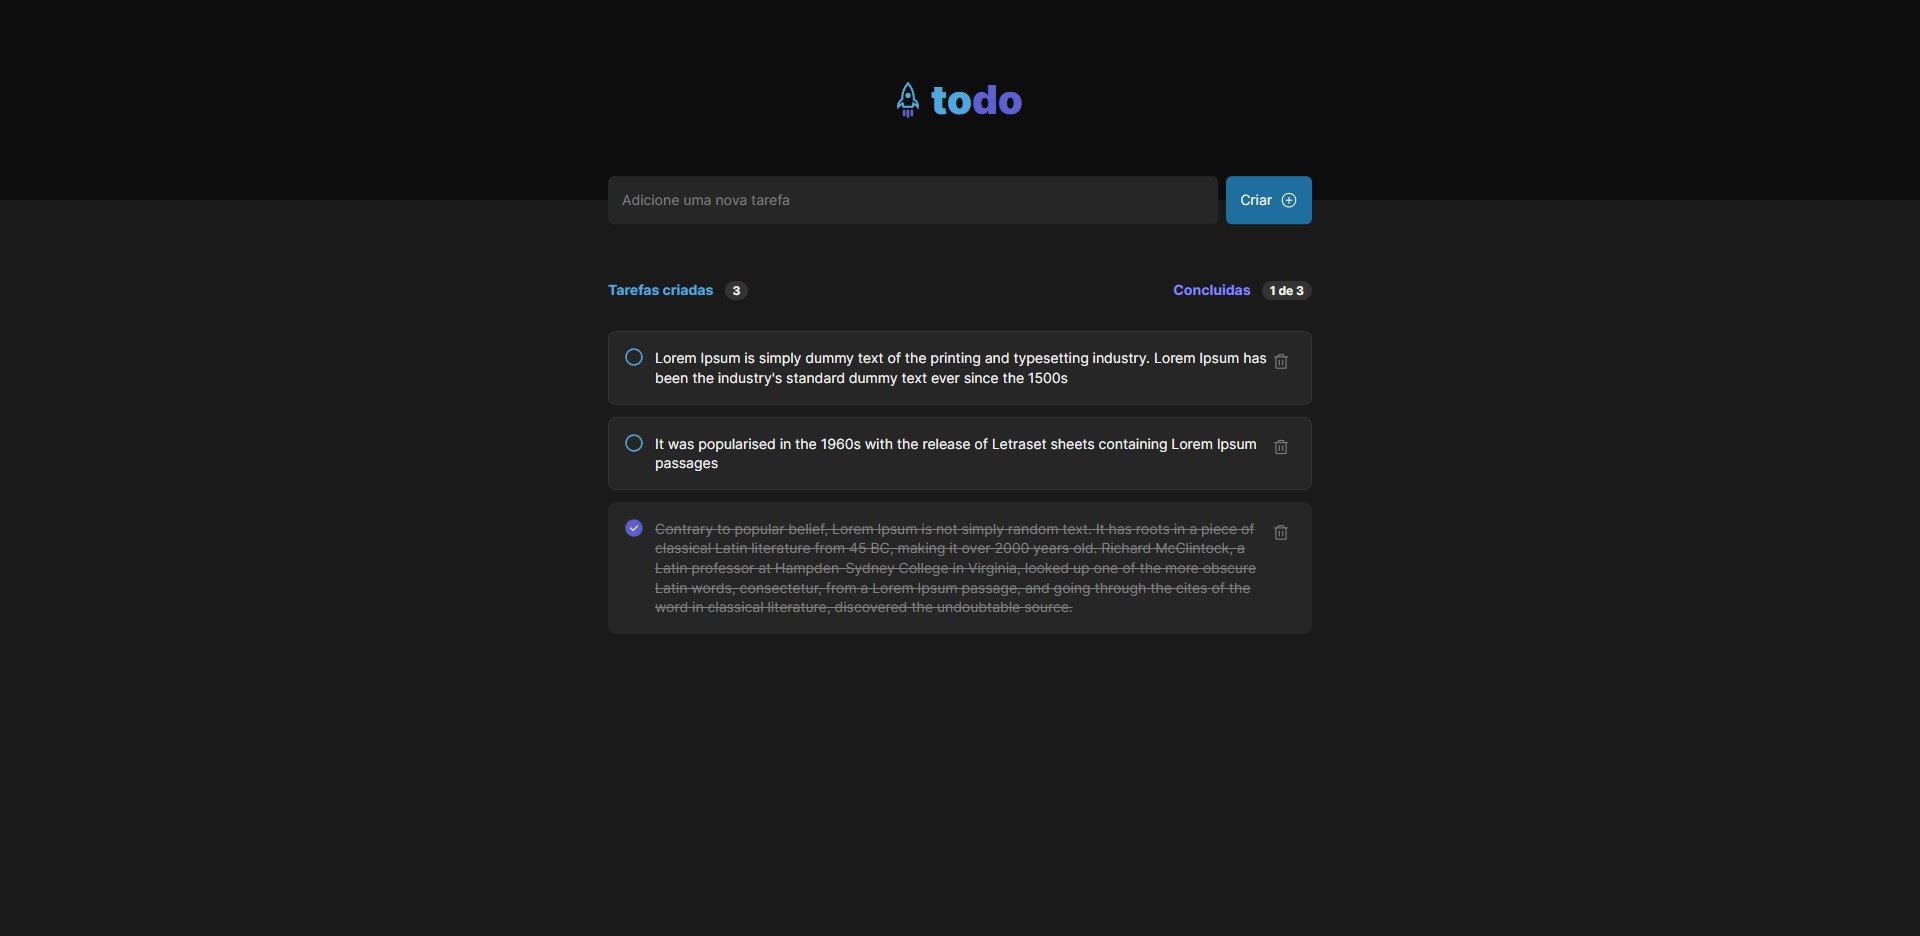 todo
Adicione uma nova tarefa
Criar
Tarefas criadas 3
Concluidas 1 de 3
Lorem Ipsum is simply dummy text of the printing and typesetting industry. Lorem Ipsum has
been the industry's standard dummy text ever since the 1500s
It was popularised in the 1960s with the release of Letraset sheets containing Lorem Ipsum
passages
Contrary to popular belief, Lorem Ipsum is not simply random text. It has roots in a piece of
classical Latin literature from 45 BC, making it over 2000 years old. Richard McClintock, a
Latin professor at Hampden-Sydney College in Virginia, looked up one of the more obscure
Latin words, consectetur, from a Lorem Ipsum passage, and going through the cites of the
word in classical literature, discovered the undoubtable source.